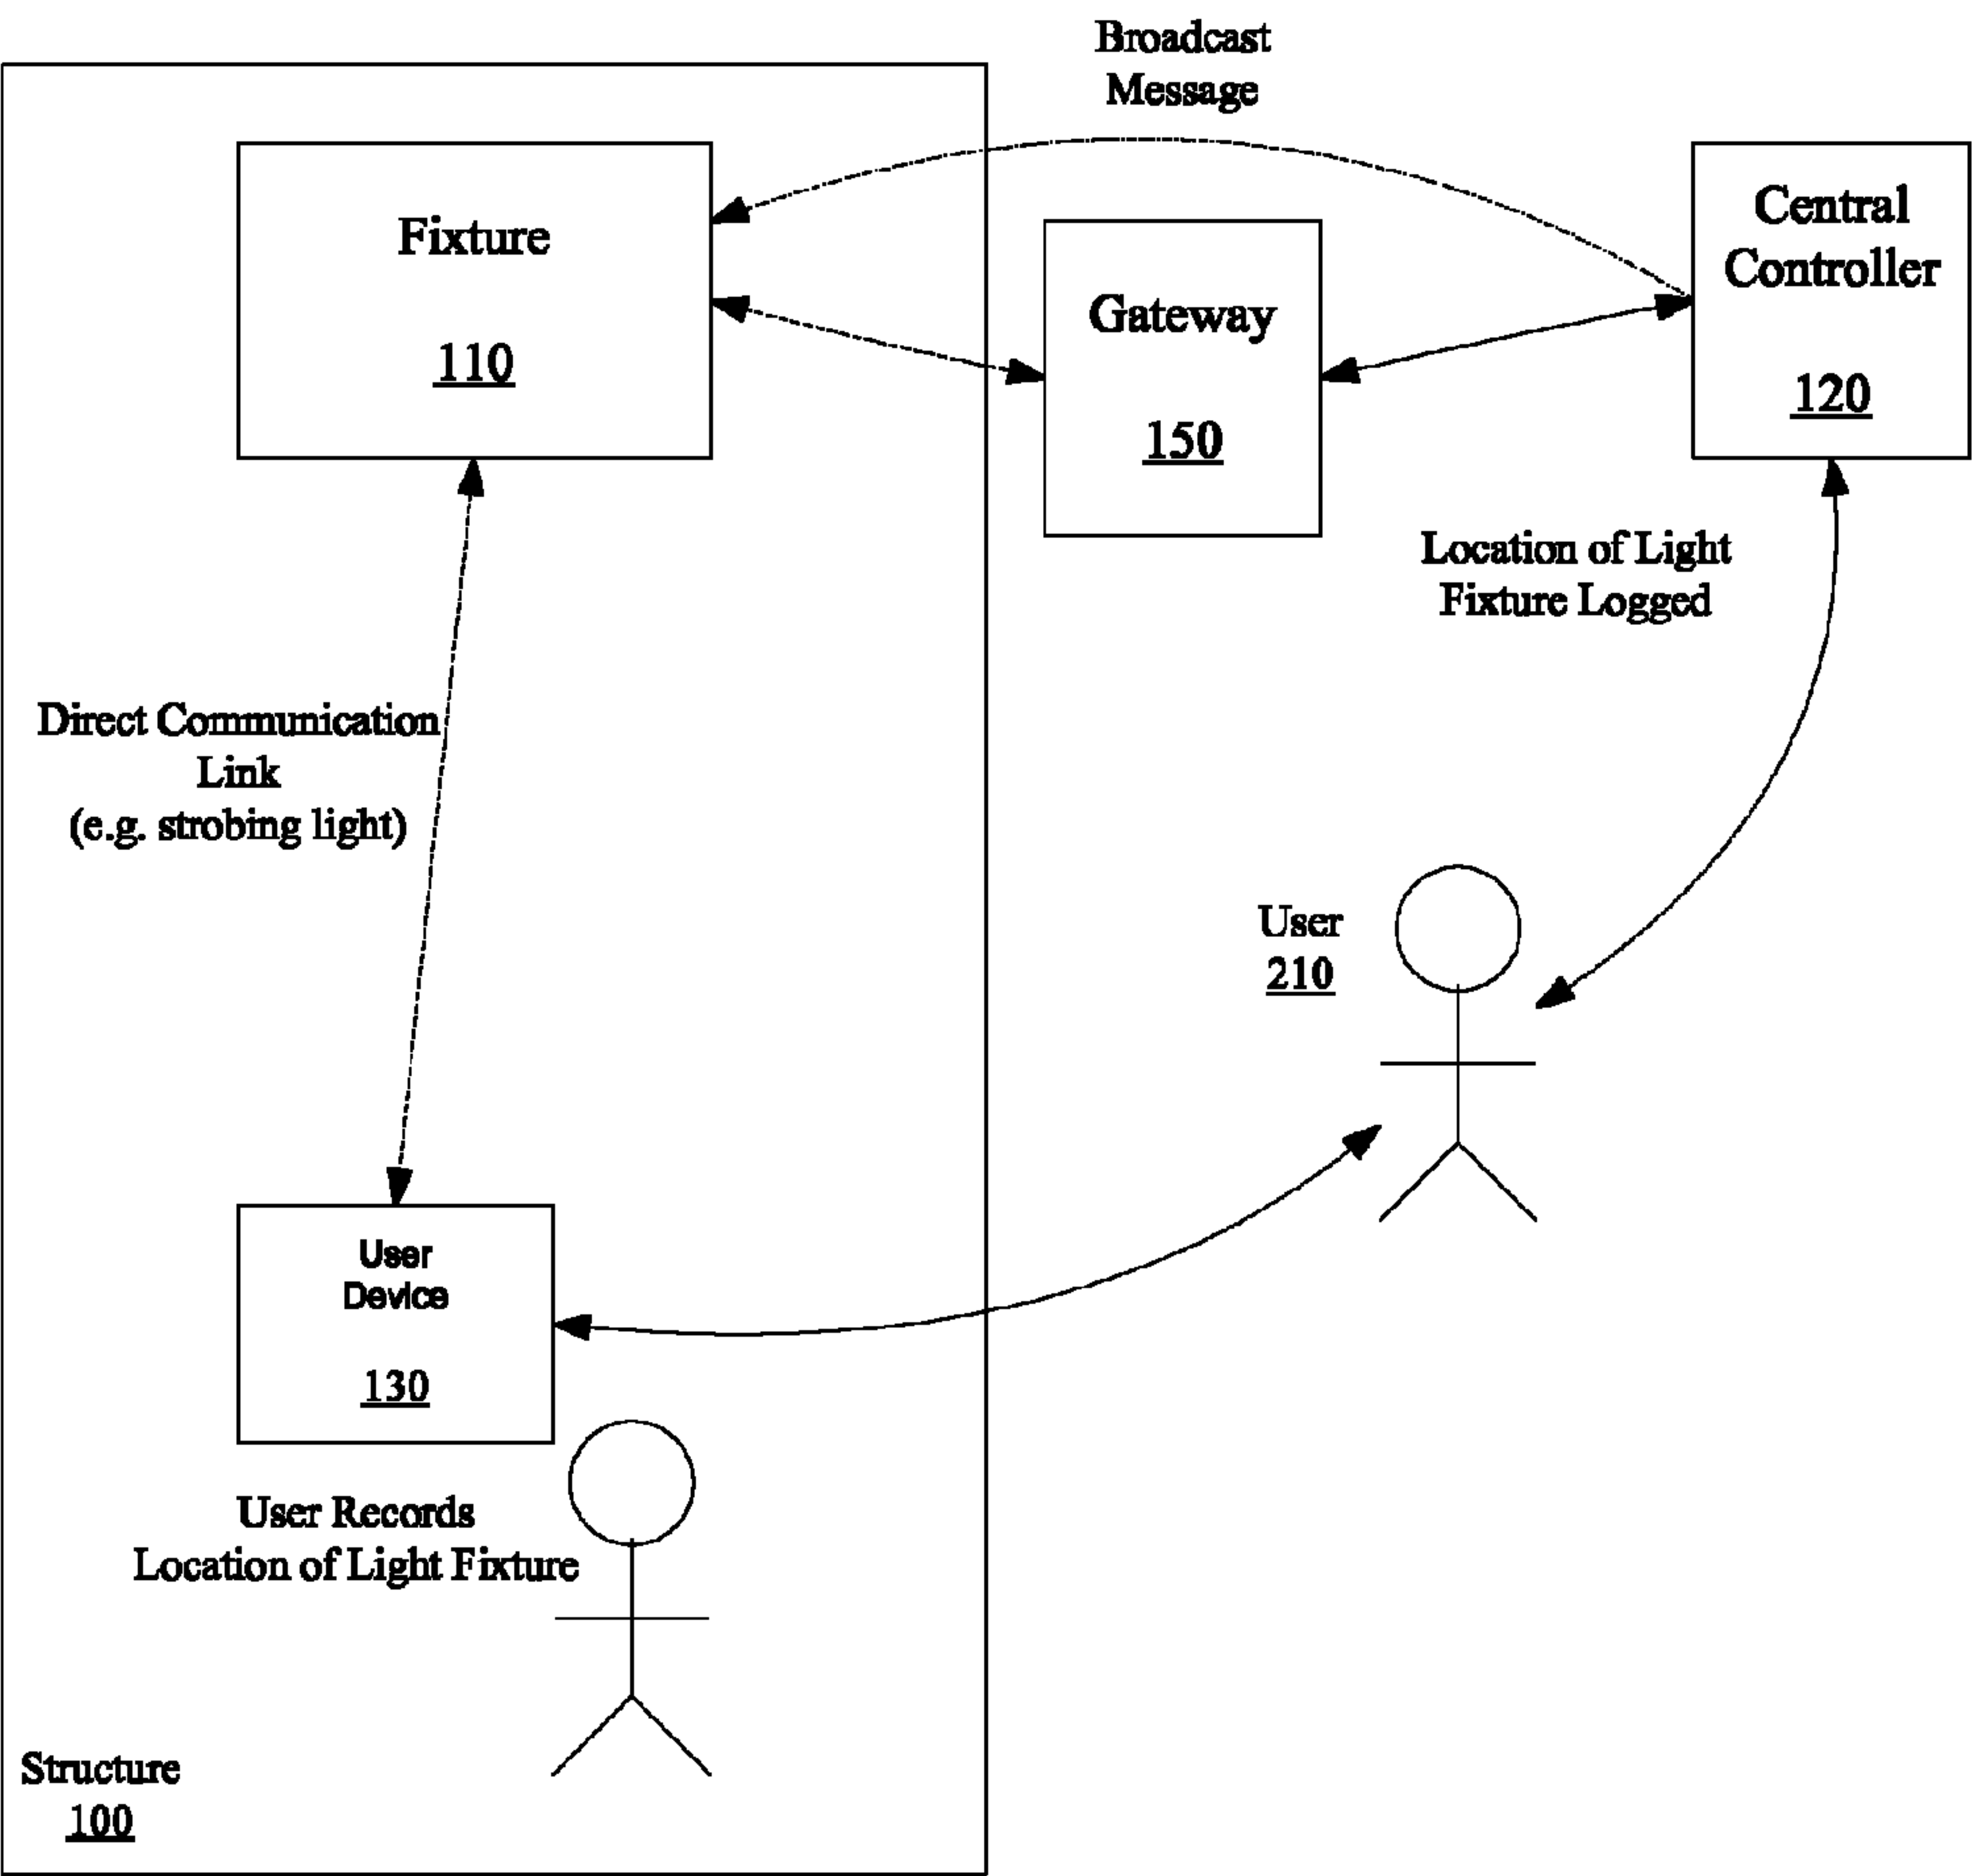 Broadcast
Message
Fixture
110
Gateway
150
Central
Controller
120
Location of Light
Fixture Logged
Direct Communication
Link
(e.g. strobing light)
User
210
User
Device
130
User Records
Location of Light Fixture
Structure
100